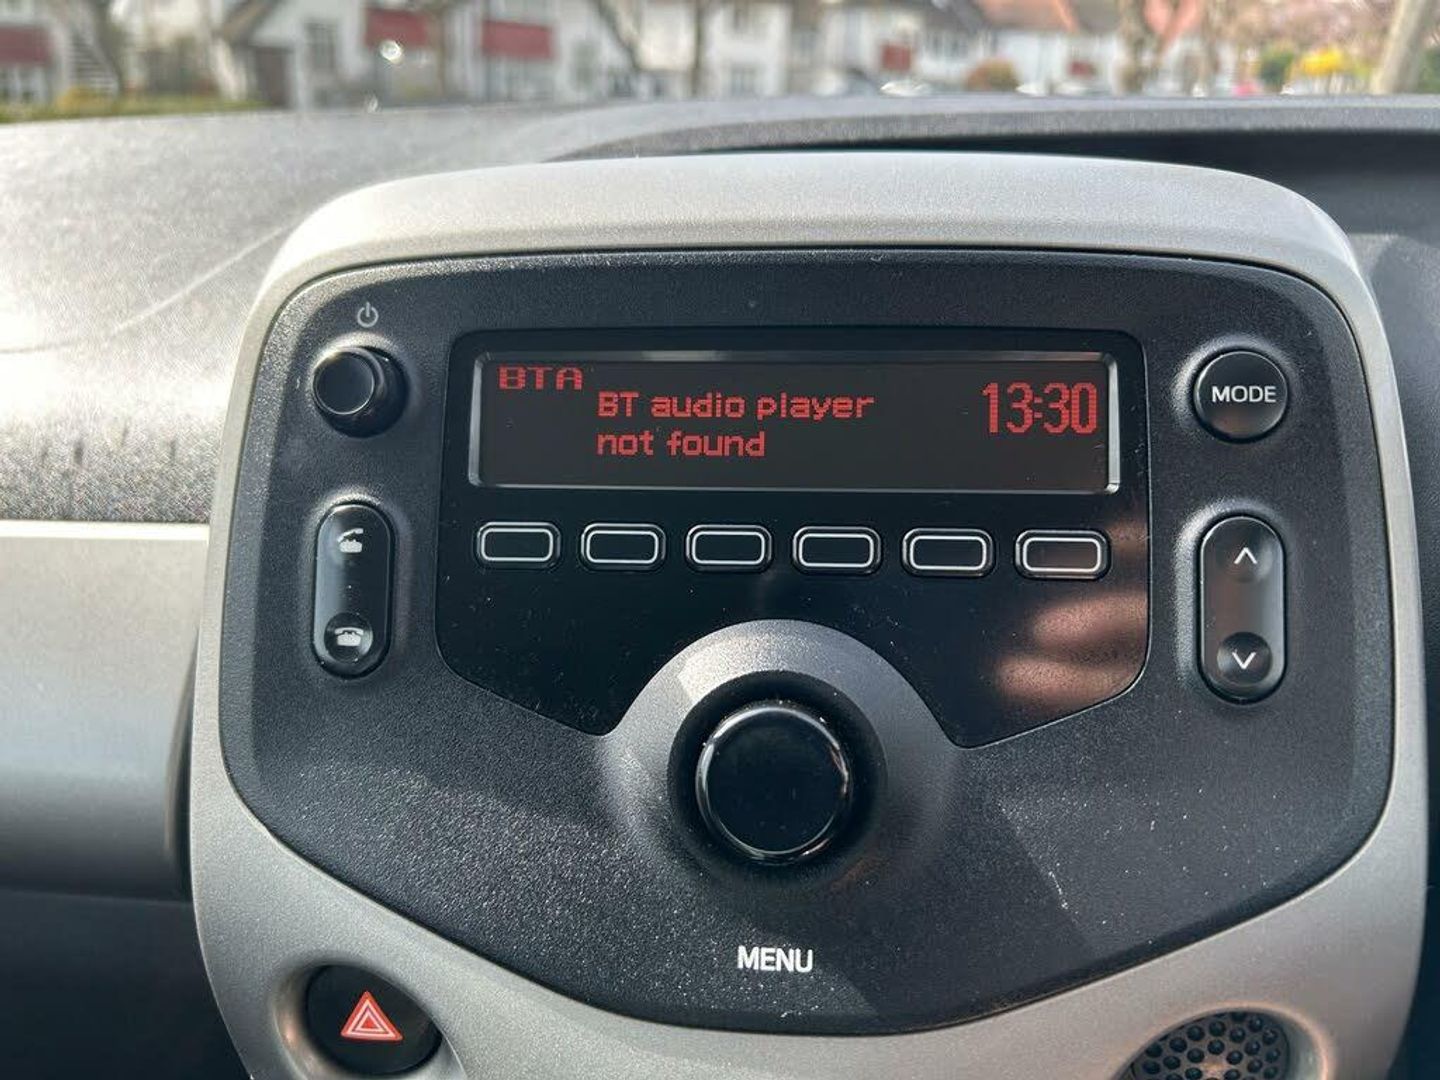 BTA
BT audio player
not found
13:30
MODE
MENU